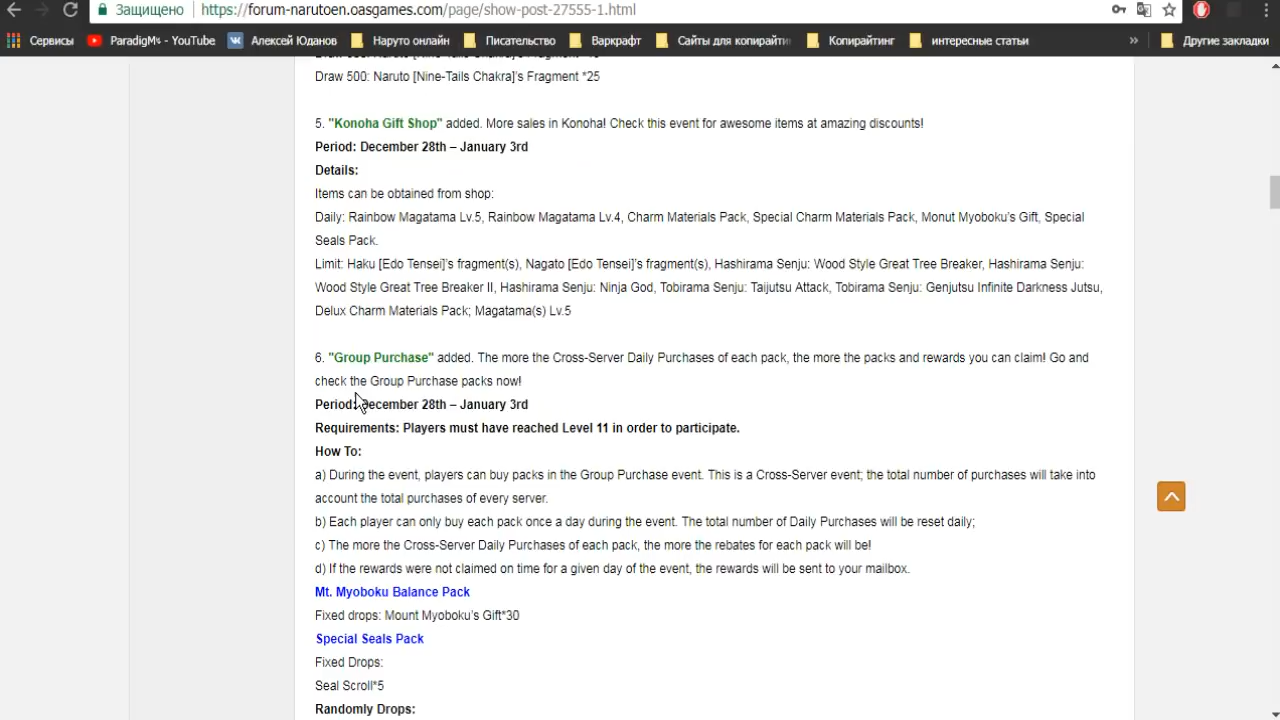 Защищено https://forum-narutoen.oasgames.com/page/show-post-27555-1.html
Сервисы ParadigMъ - YouTube Алексей Юданов Наруто онлайн Писательство Варкрафт Сайты для копирайтин Копирайтинг интересные статьи » Другие закладки
Draw 500: Naruto [Nine-Tails Chakra]'s Fragment *25
5. "Konoha Gift Shop" added. More sales in Konoha! Check this event for awesome items at amazing discounts!
Period: December 28th – January 3rd
Details:
Items can be obtained from shop:
Daily: Rainbow Magatama Lv.5, Rainbow Magatama Lv.4, Charm Materials Pack, Special Charm Materials Pack, Monut Myoboku's Gift, Special
Seals Pack.
Limit: Haku [Edo Tensei]'s fragment(s), Nagato [Edo Tensei]'s fragment(s), Hashirama Senju: Wood Style Great Tree Breaker, Hashirama Senju:
Wood Style Great Tree Breaker II, Hashirama Senju: Ninja God, Tobirama Senju: Taijutsu Attack, Tobirama Senju: Genjutsu Infinite Darkness Jutsu,
Delux Charm Materials Pack; Magatama(s) Lv.5
6. "Group Purchase" added. The more the Cross-Server Daily Purchases of each pack, the more the packs and rewards you can claim! Go and
check the Group Purchase packs now!
Period: December 28th – January 3rd
Requirements: Players must have reached Level 11 in order to participate.
How To:
a) During the event, players can buy packs in the Group Purchase event. This is a Cross-Server event; the total number of purchases will take into
account the total purchases of every server.
b) Each player can only buy each pack once a day during the event. The total number of Daily Purchases will be reset daily;
c) The more the Cross-Server Daily Purchases of each pack, the more the rebates for each pack will be!
d) If the rewards were not claimed on time for a given day of the event, the rewards will be sent to your mailbox.
Mt. Myoboku Balance Pack
Fixed drops: Mount Myoboku's Gift*30
Special Seals Pack
Fixed Drops:
Seal Scroll*5
Randomly Drops: